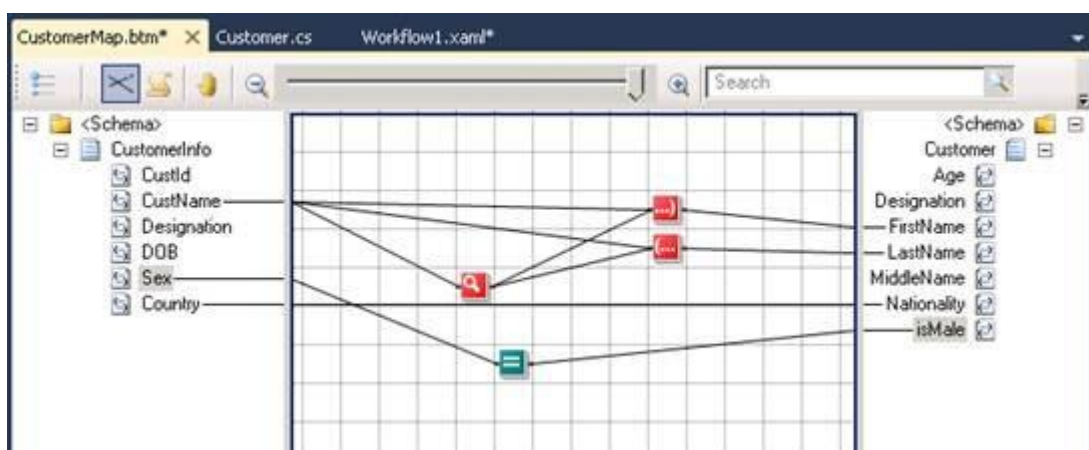 CustomerMap.btm* Customer.cs Workflow1.xaml*
Search
<Schema>
CustomerInfo
CustId
CustName
Designation
DOB
Sex
Country
...)
(...
<Schema>
Customer
Age
Designation
FirstName
LastName
MiddleName
Nationality
isMale